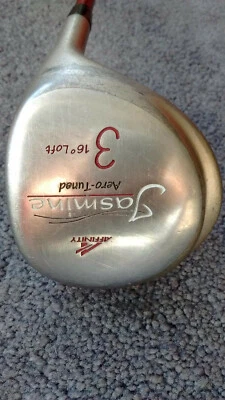 AFFINITY
Jasmine
Aero-Tuned
3 16° Loft